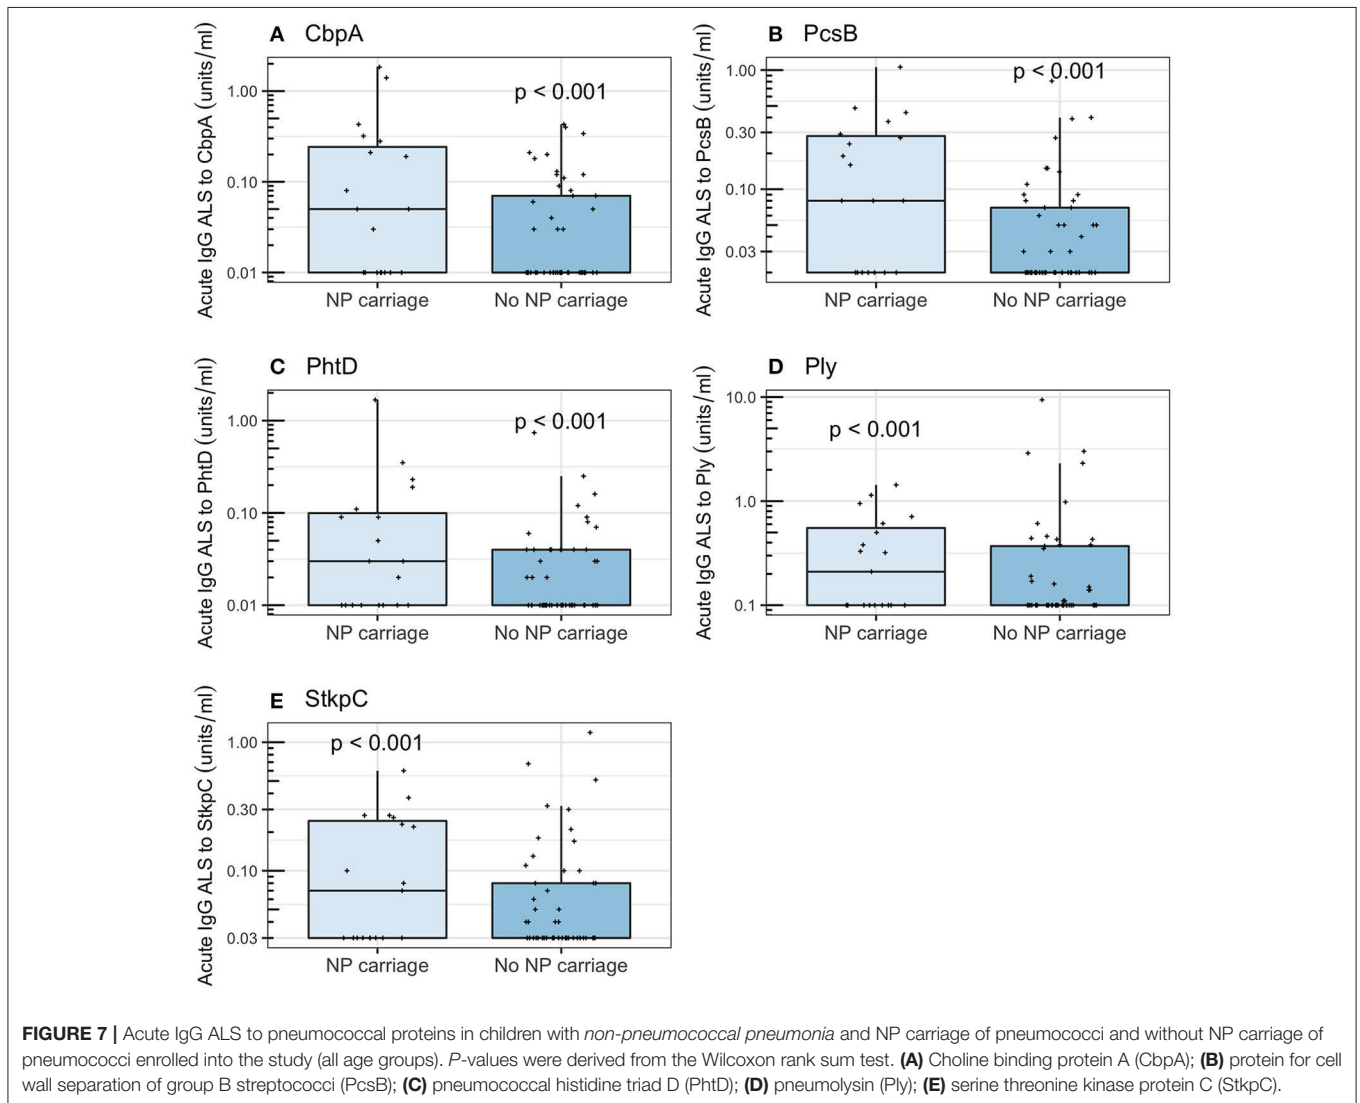 A CbpA
Acute IgG ALS to CbpA (units/ml)
1.00
0.10
0.01
p < 0.001
NP carriage
No NP carriage
B PcsB
Acute IgG ALS to PcsB (units/ml)
1.00
0.30
0.10
0.03
p < 0.001
NP carriage
No NP carriage
C PhtD
Acute IgG ALS to PhtD (units/ml)
1.00
0.10
0.01
p < 0.001
NP carriage
No NP carriage
D Ply
Acute IgG ALS to Ply (units/ml)
10.0
1.0
0.1
p < 0.001
NP carriage
No NP carriage
E StkpC
Acute IgG ALS to StkpC (units/ml)
1.00
0.30
0.10
0.03
p < 0.001
NP carriage
No NP carriage
FIGURE 7 | Acute IgG ALS to pneumococcal proteins in children with non-pneumococcal pneumonia and NP carriage of pneumococci and without NP carriage of
pneumococci enrolled into the study (all age groups). P-values were derived from the Wilcoxon rank sum test. (A) Choline binding protein A (CbpA); (B) protein for cell
wall separation of group B streptococci (PcsB); (C) pneumococcal histidine triad D (PhtD); (D) pneumolysin (Ply); (E) serine threonine kinase protein C (StkpC).